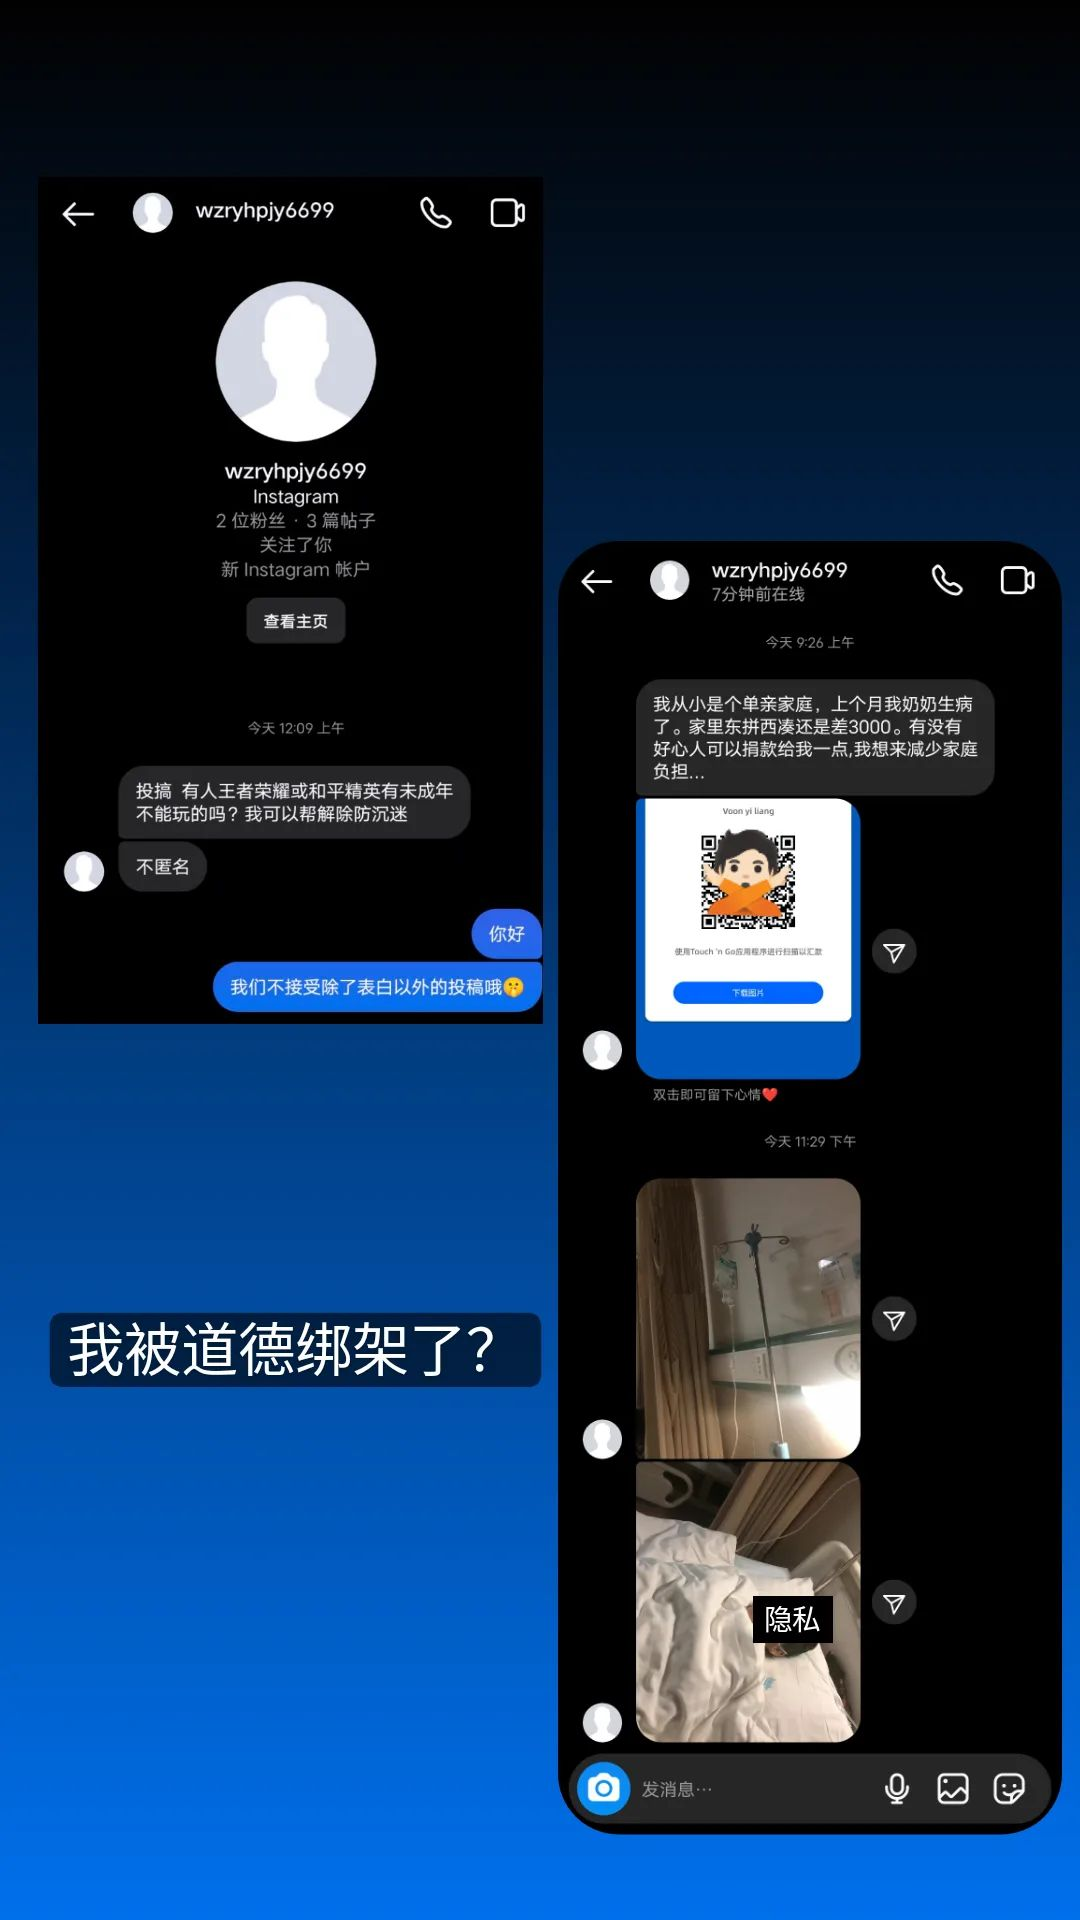 wzryhpjy6699
wzryhpjy6699
Instagram
2 位粉丝 · 3 篇帖子
关注了你
新 Instagram 帐户
查看主页
今天 12:09 上午
投搞 有人王者荣耀或和平精英有未成年
不能玩的吗？我可以帮解除防沉迷
不匿名
你好
我们不接受除了表白以外的投稿哦🤫
我被道德绑架了？
wzryhpjy6699
7分钟前在线
今天 9:26 上午
我从小是个单亲家庭，上个月我奶奶生病
了。家里东拼西凑还是差3000。有没有
好心人可以捐款给我一点,我想来减少家庭
负担...
Voon yi liang
使用Touch 'n Go应用程序进行扫描以汇款
下载图片
双击即可留下心情❤️
今天 11:29 下午
隐私
发消息...